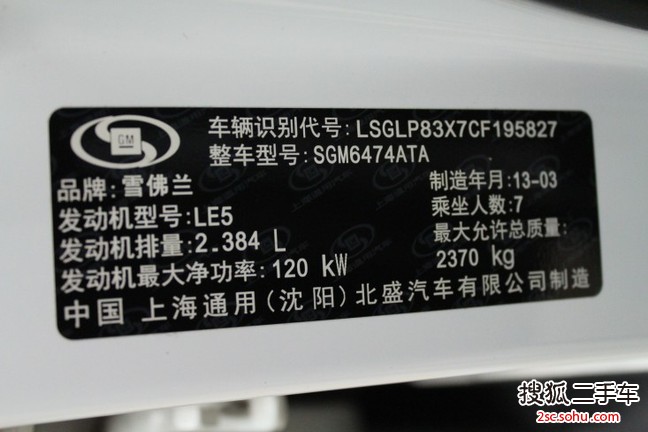 GM
车辆识别代号: LSGLP83X7CF195827
整车型号: SGM6474ATA
品牌: 雪佛兰
制造年月: 13-03
发动机型号: LE5
乘坐人数: 7
发动机排量: 2.384 L
最大允许总质量:
发动机最大净功率: 120 kW
2370 kg
中国 上海通用(沈阳)北盛汽车有限公司制造
搜狐二手车
2sc.sohu.com